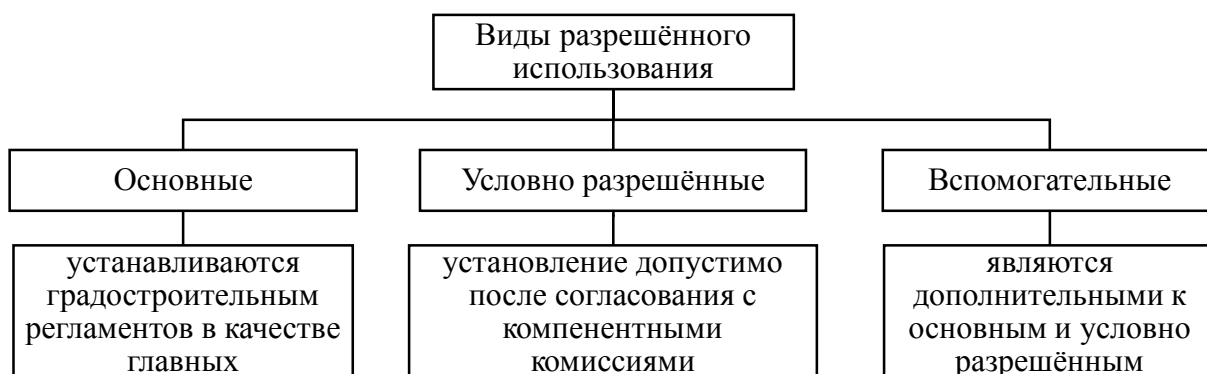 Виды разрешённого
использования
Основные
Условно разрешённые
Вспомогательные
устанавливаются
градостроительным
регламентов в качестве
главных
установление допустимо
после согласования с
компенентными
комиссиями
являются
дополнительными к
основным и условно
разрешённым